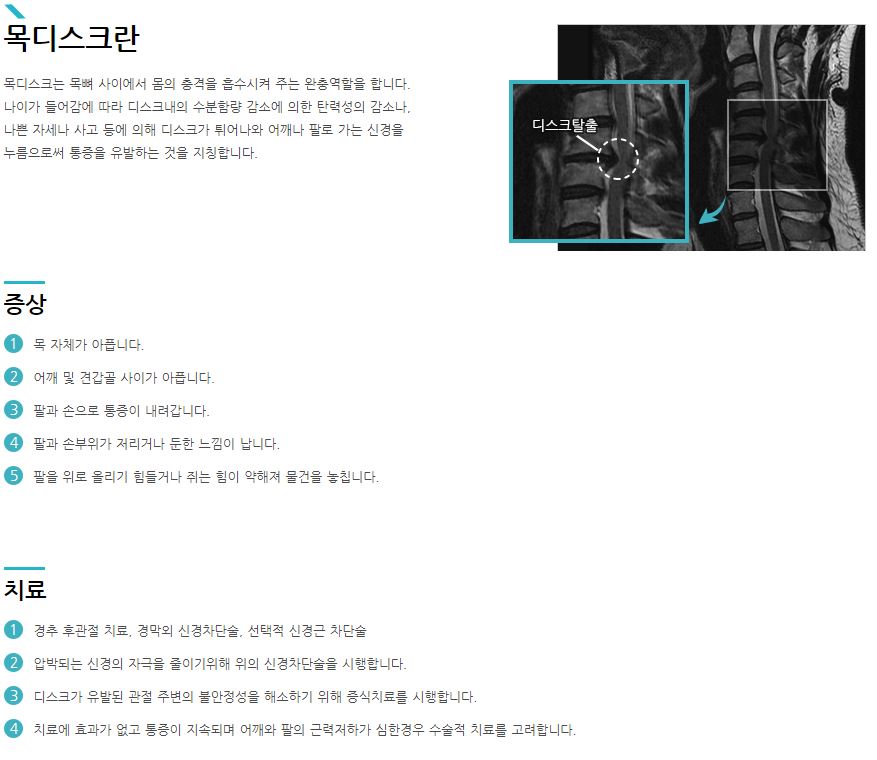 목디스크란
목디스크는 목뼈 사이에서 몸의 충격을 흡수시켜 주는 완충역할을 합니다.
나이가 들어감에 따라 디스크내의 수분함량 감소에 의한 탄력성의 감소나,
나쁜 자세나 사고 등에 의해 디스크가 튀어나와 어깨나 팔로 가는 신경을
누름으로써 통증을 유발하는 것을 지칭합니다.
디스크탈출
증상
1 목 자체가 아픕니다.
2 어깨 및 견갑골 사이가 아픕니다.
3 팔과 손으로 통증이 내려갑니다.
4 팔과 손부위가 저리거나 둔한 느낌이 납니다.
5 팔을 위로 올리기 힘들거나 쥐는 힘이 약해져 물건을 놓칩니다.
치료
1 경추 후관절 치료, 경막외 신경차단술, 선택적 신경근 차단술
2 압박되는 신경의 자극을 줄이기위해 위의 신경차단술을 시행합니다.
3 디스크가 유발된 관절 주변의 불안정성을 해소하기 위해 증식치료를 시행합니다.
4 치료에 효과가 없고 통증이 지속되며 어깨와 팔의 근력저하가 심한경우 수술적 치료를 고려합니다.